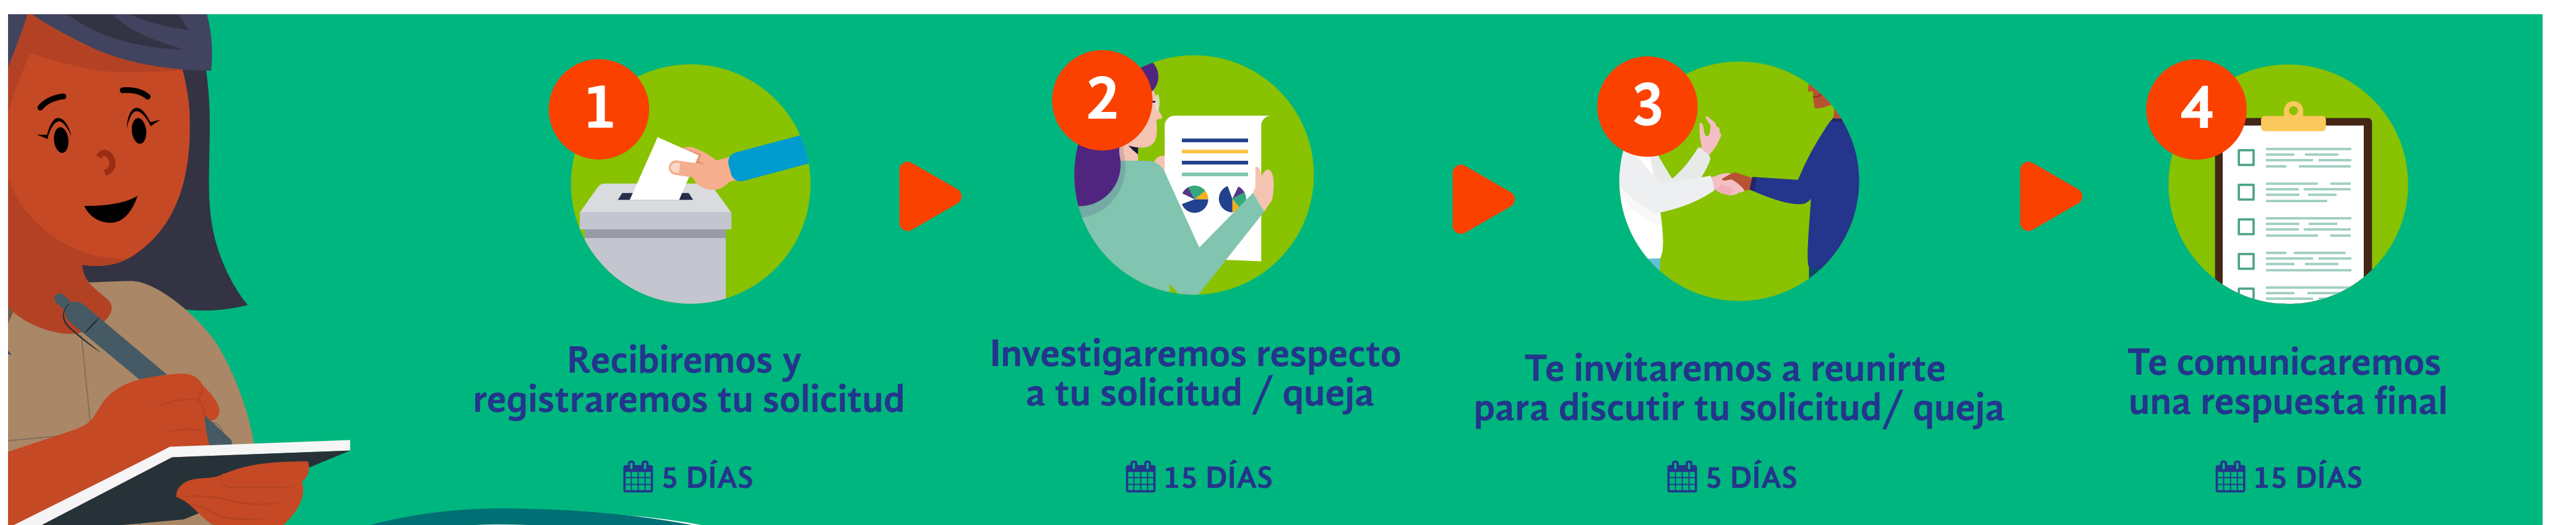 1
Recibiremos y
registraremos tu solicitud
5 DÍAS
2
Investigaremos respecto
a tu solicitud / queja
15 DÍAS
3
Te invitaremos a reunirte
para discutir tu solicitud/ queja
5 DÍAS
4
Te comunicaremos
una respuesta final
15 DÍAS